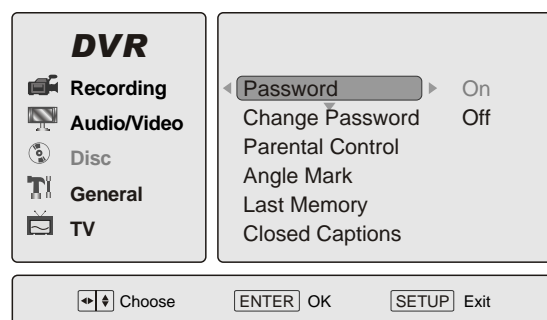 DVR
Recording
Audio/Video
Disc
General
TV
Password On
Change Password Off
Parental Control
Angle Mark
Last Memory
Closed Captions
Choose ENTER OK SETUP Exit